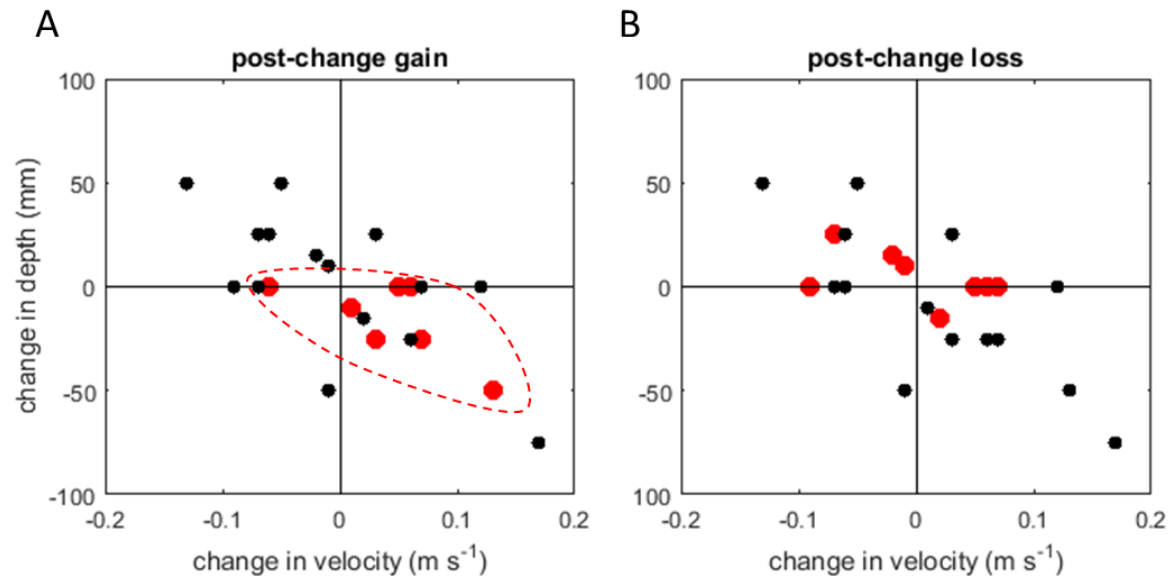 A
B
post-change gain
post-change loss
change in depth (mm)
100
50
0
-50
-100
-0.2
-0.1
0
0.1
0.2
change in velocity (m s-1)
100
50
0
-50
100
-0.2
-0.1
0
0.1
0.2
change in velocity (m s-1)